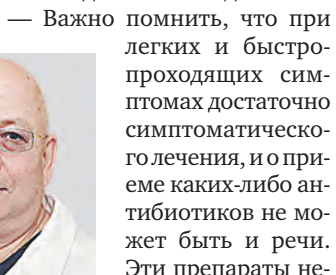 — Важно помнить, что при
легких и быстро-
проходящих сим-
птомах достаточно
симптоматическо-
го лечения, и о при-
еме каких-либо ан-
тибиотиков не мо-
жет быть и речи.
Эти препараты не-